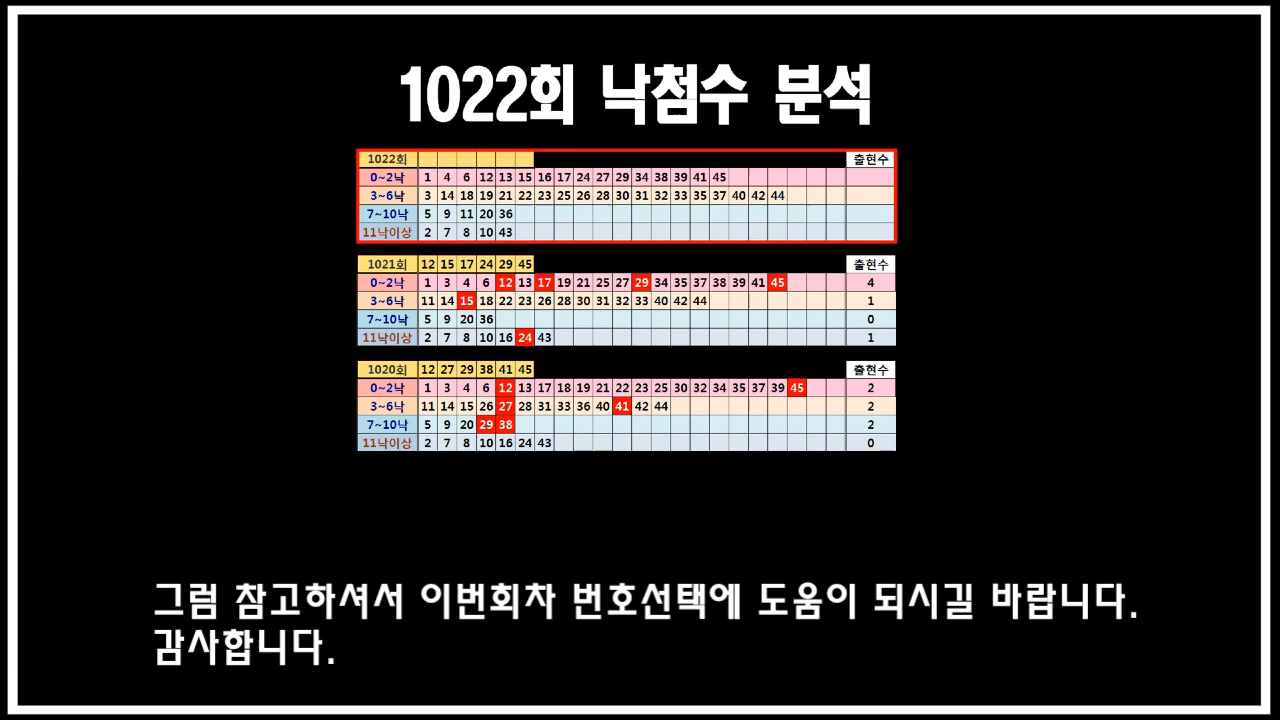 1022회 낙첨수 분석
1022회 출현수
0~2낙 1 4 6 12 13 15 16 17 24 27 29 34 38 39 41 45
3~6낙 3 14 18 19 21 22 23 25 26 28 30 31 32 33 35 37 40 42 44
7~10낙 5 9 11 20 36
11낙이상 2 7 8 10 43
1021회 12 15 17 24 29 45 출현수
0~2낙 1 3 4 6 12 13 17 19 21 25 27 29 34 35 37 38 39 41 45 4
3~6낙 11 14 15 18 22 23 26 28 30 31 32 33 40 42 44 1
7~10낙 5 9 20 36 0
11낙이상 2 7 8 10 16 24 43 1
1020회 12 27 29 38 41 45 출현수
0~2낙 1 3 4 6 12 13 17 18 19 21 22 23 25 30 32 34 35 37 39 45 2
3~6낙 11 14 15 26 27 28 31 33 36 40 41 42 44 2
7~10낙 5 9 20 29 38 2
11낙이상 2 7 8 10 16 24 43 0
그럼 참고하셔서 이번회차 번호선택에 도움이 되시길 바랍니다.
감사합니다.